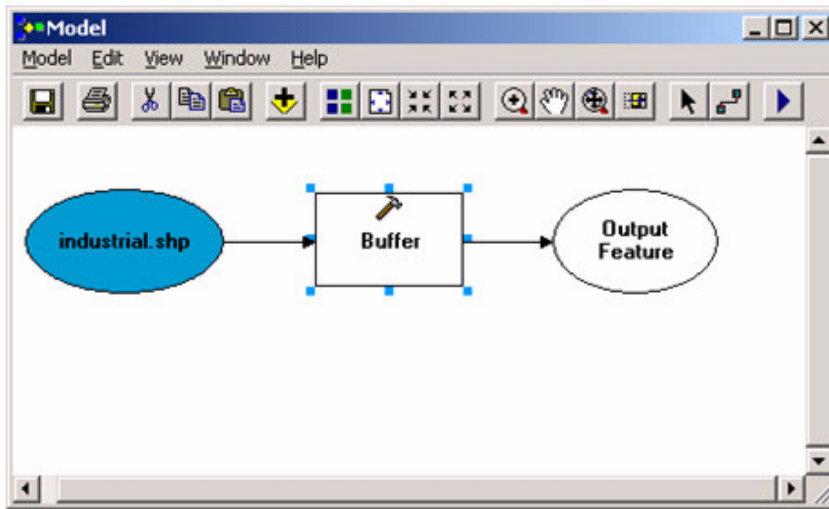 Model
Model Edit View Window Help
industrial.shp
Buffer
Output
Feature